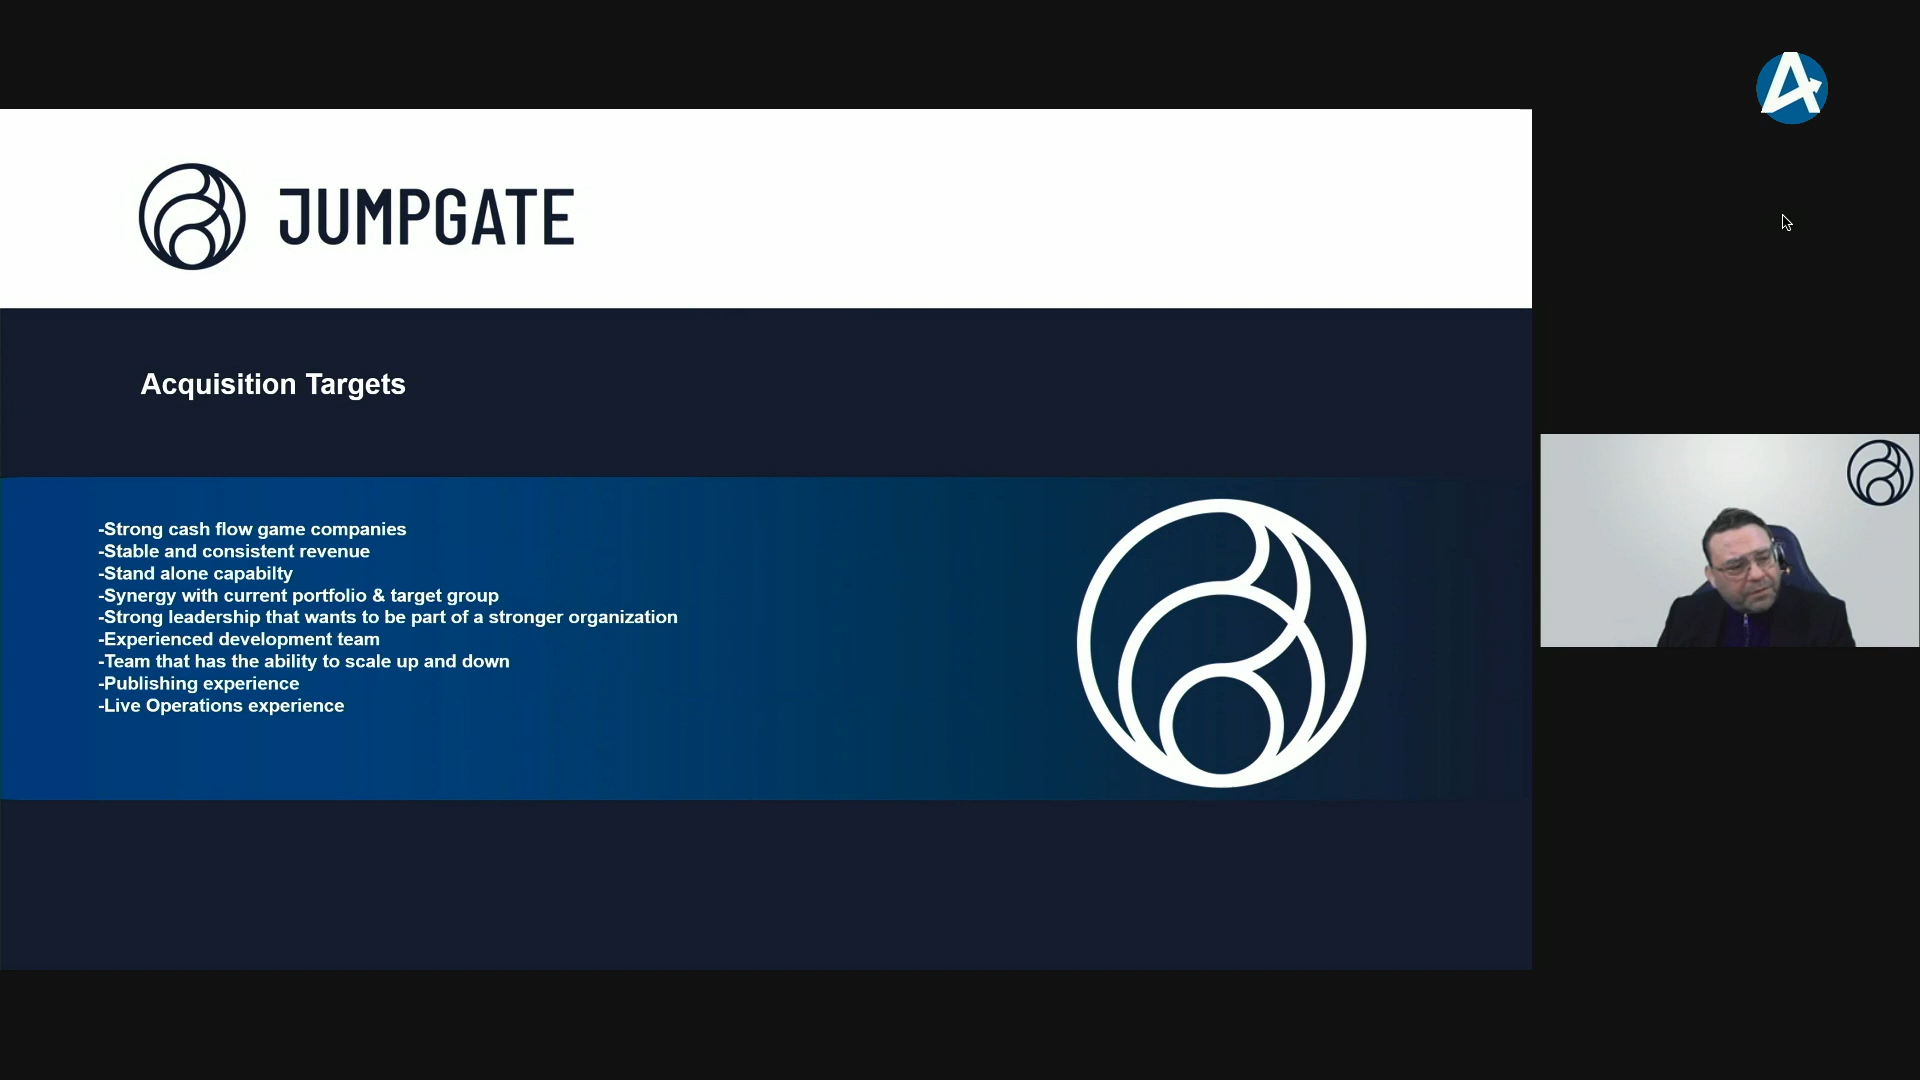 JUMPGATE
Acquisition Targets
-Strong cash flow game companies
-Stable and consistent revenue
-Stand alone capabilty
-Synergy with current portfolio & target group
-Strong leadership that wants to be part of a stronger organization
-Experienced development team
-Team that has the ability to scale up and down
-Publishing experience
-Live Operations experience